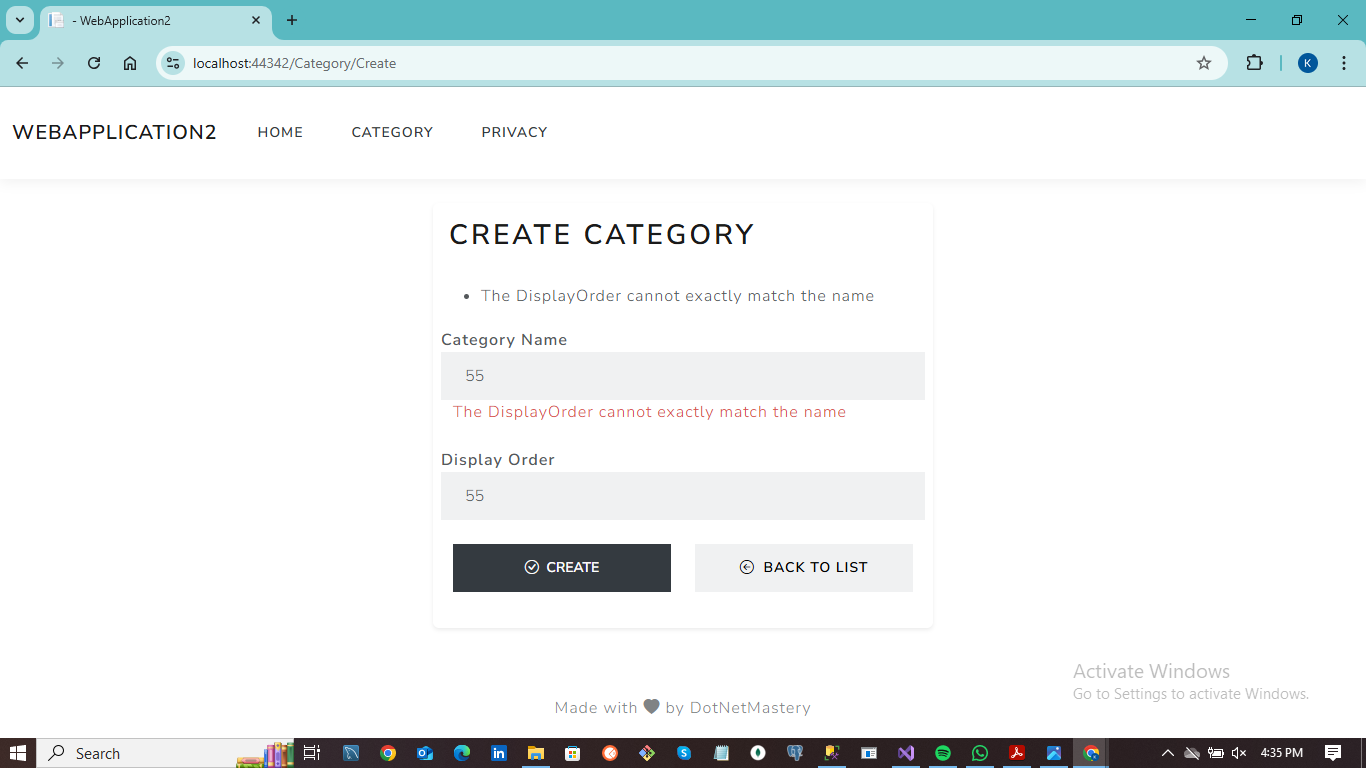 - WebApplication2
localhost:44342/Category/Create
K
WEBAPPLICATION2 HOME CATEGORY PRIVACY
CREATE CATEGORY
The DisplayOrder cannot exactly match the name
Category Name
55
The DisplayOrder cannot exactly match the name
Display Order
55
CREATE BACK TO LIST
Activate Windows
Go to Settings to activate Windows.
Made with by DotNetMastery
Search 4:35 PM